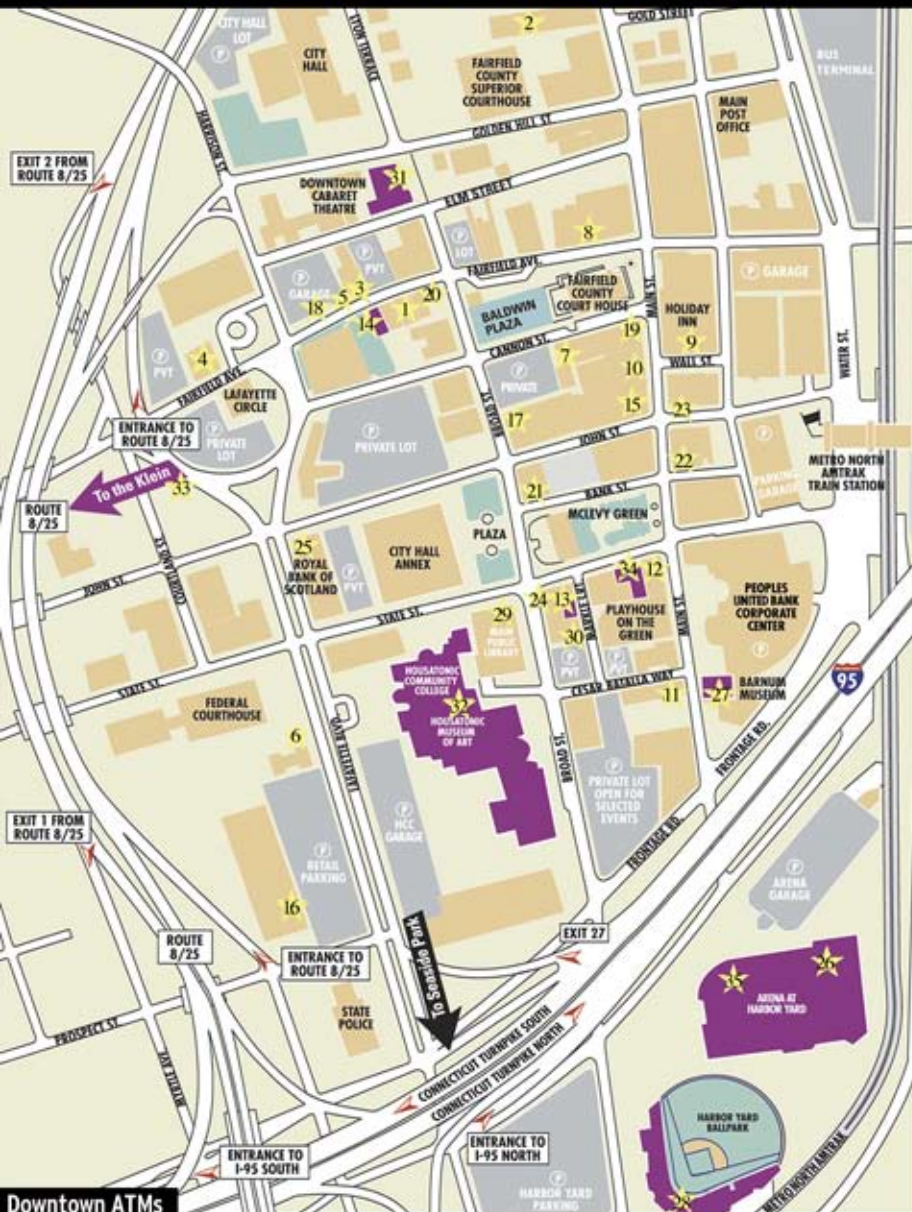 CITY HALL
LOT
P
CITY
HALL
LYON TERRACE
2
FAIRFIELD
COUNTY
SUPERIOR
COURTHOUSE
GOLD STREET
BUS
TERMINAL
MAIN
POST
OFFICE
HARRISON ST.
GOLDEN HILL ST.
EXIT 2 FROM
ROUTE 8/25
DOWNTOWN
CABARET
THEATRE
31
ELM STREET
8
P
LOT
P
PVT
FAIRFIELD AVE.
P
GARAGE
18
5
3
14
1
20
BALDWIN
PLAZA
FAIRFIELD
COUNTY
COURT HOUSE
MAIN ST.
HOLIDAY
INN
9
P GARAGE
WATER ST.
P
PVT
4
FAIRFIELD AVE.
LAFAYETTE
CIRCLE
CANNON ST.
19
7
P
PRIVATE
10
WALL ST.
15
23
17
BROAD ST.
JOHN ST.
ENTRANCE TO
ROUTE 8/25
P
PRIVATE
LOT
P
PRIVATE LOT
22
P
PARKING
GARAGE
METRO NORTH
AMTRAK
TRAIN STATION
To the Klein
33
ROUTE
8/25
21
BANK ST.
MCLEVY GREEN
PLAZA
25
ROYAL
BANK OF
SCOTLAND
P
PVT
CITY HALL
ANNEX
JOHN ST.
COURTLAND ST.
STATE ST.
29
MAIN
PUBLIC
LIBRARY
24
13
30
P
PVT
34
12
PLAYHOUSE
ON THE
GREEN
P
PVT
MAIN ST.
PEOPLES
UNITED BANK
CORPORATE
CENTER
P
CESAR BATALLA WAY
11
27
BARNUM
MUSEUM
95
HOUSATONIC
COMMUNITY
COLLEGE
32
HOUSATONIC
MUSEUM
OF ART
STATE ST.
FEDERAL
COURTHOUSE
6
LAFAYETTE BLVD.
BROAD ST.
FRONTAGE RD.
P
PRIVATE LOT
OPEN FOR
SELECTED
EVENTS
P
HCC
GARAGE
FRONTAGE RD.
EXIT 1 FROM
ROUTE 8/25
P
RETAIL
PARKING
16
P
ARENA
GARAGE
ROUTE
8/25
ENTRANCE TO
ROUTE 8/25
To Seaside Park
EXIT 27
35
36
ARENA AT
HARBOR YARD
STATE
POLICE
PROSPECT ST
MYRTLE AVE
CONNECTICUT TURNPIKE SOUTH
CONNECTICUT TURNPIKE NORTH
HARBOR YARD
BALLPARK
ENTRANCE TO
I-95 SOUTH
ENTRANCE TO
I-95 NORTH
P
HARBOR YARD
PARKING
METRO NORTH AMTRAK
Downtown ATMs